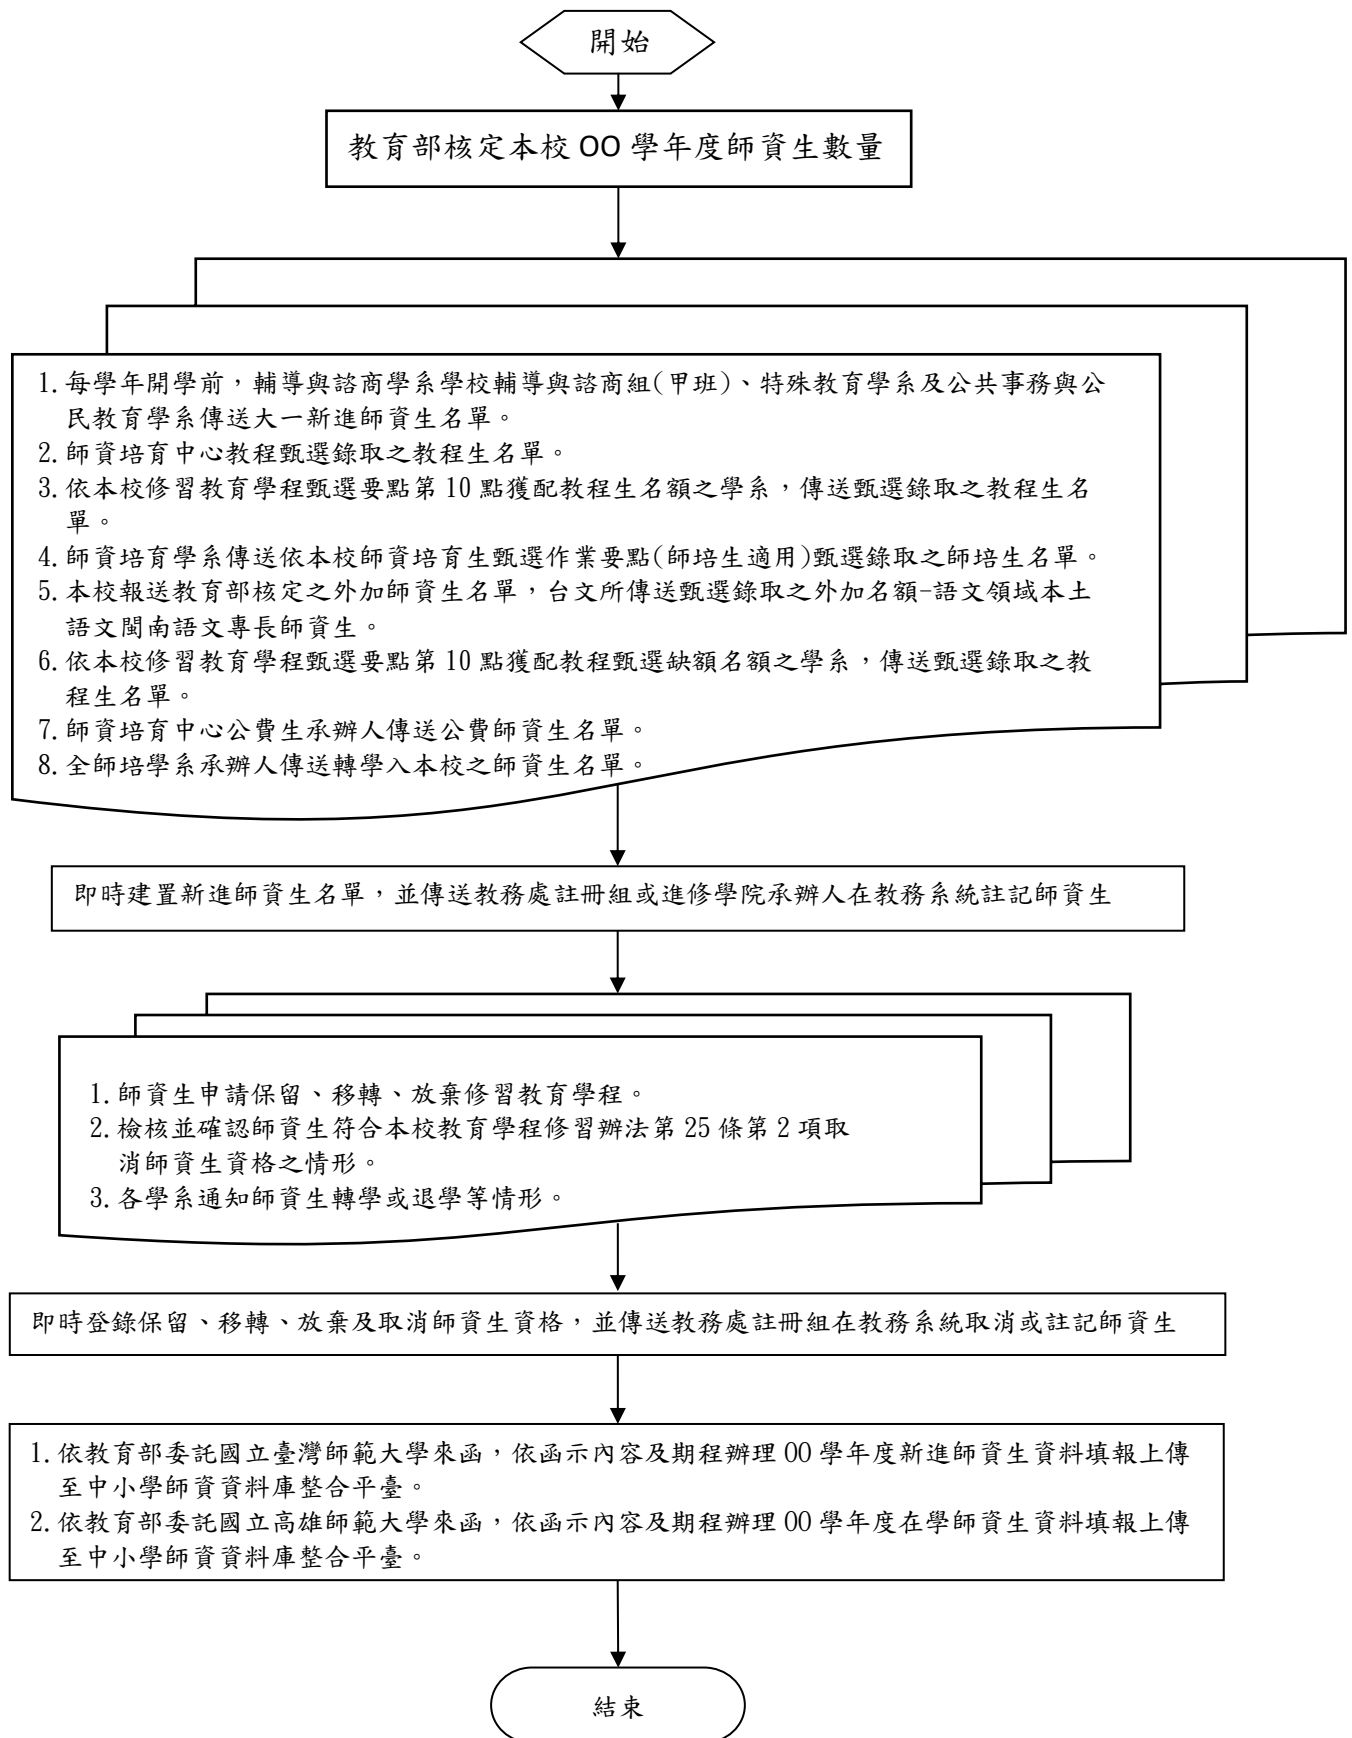 開始
教育部核定本校 OO 學年度師資生數量
1. 每學年開學前，輔導與諮商學系學校輔導與諮商組(甲班)、特殊教育學系及公共事務與公
民教育學系傳送大一新進師資生名單。
2. 師資培育中心教程甄選錄取之教程生名單。
3. 依本校修習教育學程甄選要點第 10 點獲配教程生名額之學系，傳送甄選錄取之教程生名
單。
4. 師資培育學系傳送依本校師資培育生甄選作業要點(師培生適用)甄選錄取之師培生名單。
5. 本校報送教育部核定之外加師資生名單，台文所傳送甄選錄取之外加名額-語文領域本土
語文閩南語文專長師資生。
6. 依本校修習教育學程甄選要點第 10 點獲配教程甄選缺額名額之學系，傳送甄選錄取之教
程生名單。
7. 師資培育中心公費生承辦人傳送公費師資生名單。
8. 全師培學系承辦人傳送轉學入本校之師資生名單。
即時建置新進師資生名單，並傳送教務處註冊組或進修學院承辦人在教務系統註記師資生
1. 師資生申請保留、移轉、放棄修習教育學程。
2. 檢核並確認師資生符合本校教育學程修習辦法第 25 條第 2 項取
消師資生資格之情形。
3. 各學系通知師資生轉學或退學等情形。
即時登錄保留、移轉、放棄及取消師資生資格，並傳送教務處註冊組在教務系統取消或註記師資生
1. 依教育部委託國立臺灣師範大學來函，依函示內容及期程辦理 OO 學年度新進師資生資料填報上傳
至中小學師資資料庫整合平臺。
2. 依教育部委託國立高雄師範大學來函，依函示內容及期程辦理 OO 學年度在學師資生資料填報上傳
至中小學師資資料庫整合平臺。
結束